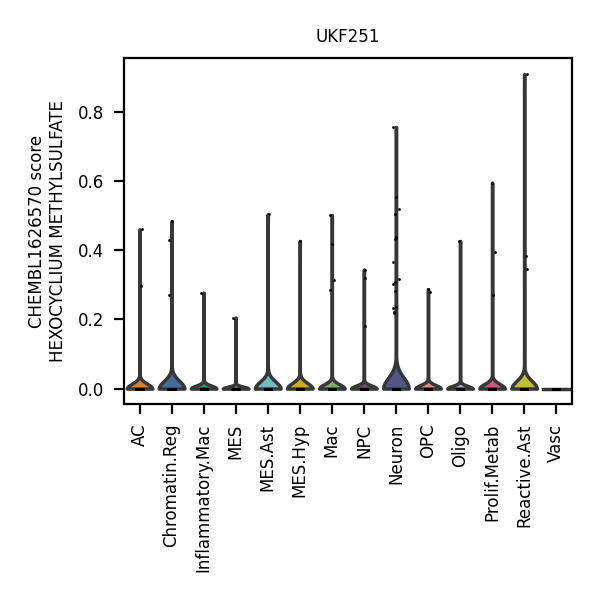 UKF251
CHEMBL1626570 score
HEXOCYCLIUM METHYLSULFATE
0.8
0.6
0.4
0.2
0.0
AC
Chromatin.Reg
Inflammatory.Mac
MES
MES.Ast
MES.Hyp
Mac
NPC
Neuron
OPC
Oligo
Prolif.Metab
Reactive.Ast
Vasc